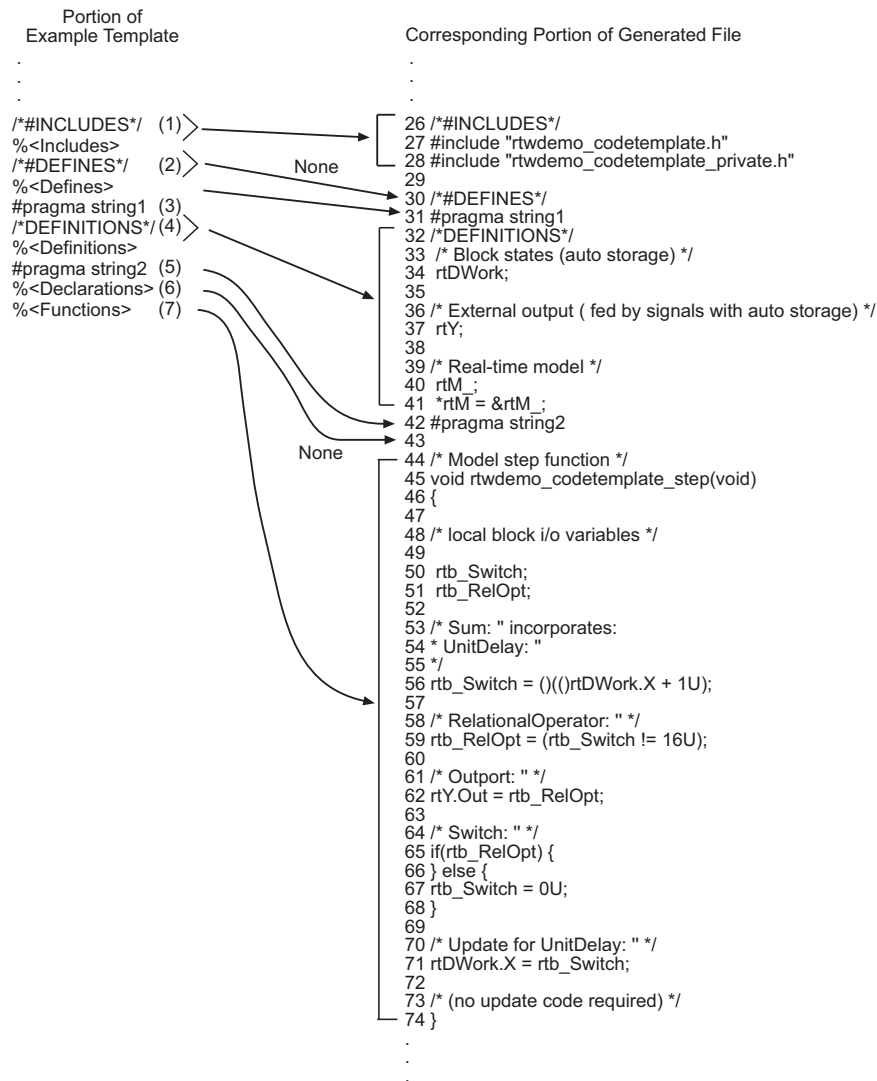 Portion of
Example Template
.
.
.
/*#INCLUDES*/ (1)
%<Includes>
/*#DEFINES*/ (2)
%<Defines>
#pragma string1 (3)
/*DEFINITIONS*/ (4)
%<Definitions>
#pragma string2 (5)
%<Declarations> (6)
%<Functions> (7)
None
None
Corresponding Portion of Generated File
.
.
.
26 /*#INCLUDES*/
27 #include "rtwdemo_codetemplate.h"
28 #include "rtwdemo_codetemplate_private.h"
29
30 /*#DEFINES*/
31 #pragma string1
32 /*DEFINITIONS*/
33 /* Block states (auto storage) */
34 rtDWork;
35
36 /* External output ( fed by signals with auto storage) */
37 rtY;
38
39 /* Real-time model */
40 rtM_;
41 *rtM = &rtM_;
42 #pragma string2
43
44 /* Model step function */
45 void rtwdemo_codetemplate_step(void)
46 {
47
48 /* local block i/o variables */
49
50 rtb_Switch;
51 rtb_RelOpt;
52
53 /* Sum: '' incorporates:
54 * UnitDelay: ''
55 */
56 rtb_Switch = ()(()rtDWork.X + 1U);
57
58 /* RelationalOperator: '' */
59 rtb_RelOpt = (rtb_Switch != 16U);
60
61 /* Outport: '' */
62 rtY.Out = rtb_RelOpt;
63
64 /* Switch: '' */
65 if(rtb_RelOpt) {
66 } else {
67 rtb_Switch = 0U;
68 }
69
70 /* Update for UnitDelay: '' */
71 rtDWork.X = rtb_Switch;
72
73 /* (no update code required) */
74 }
.
.
.